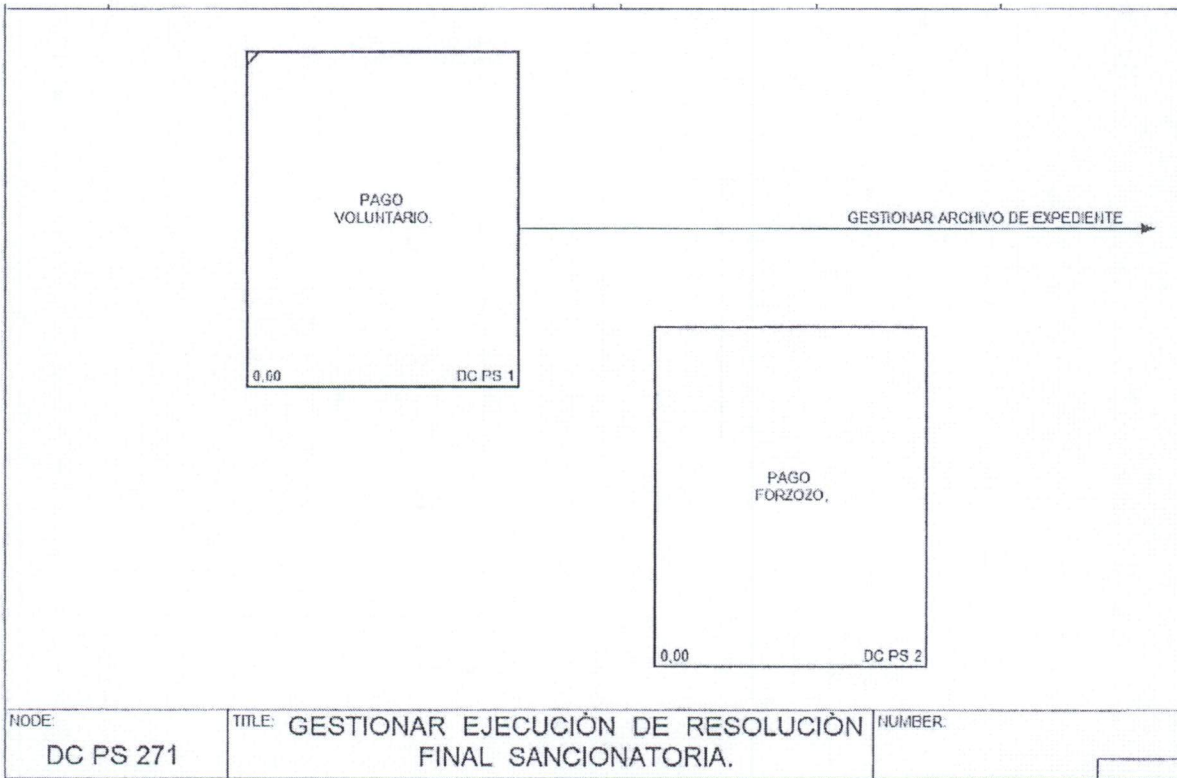 PAGO
VOLUNTARIO.
0,00
DC PS 1
GESTIONAR ARCHIVO DE EXPEDIENTE
PAGO
FORZOZO,
0,00
DC PS 2
NODE:
DC PS 271
TITLE: GESTIONAR EJECUCIÒN DE RESOLUCIÒN
FINAL SANCIONATORIA.
NUMBER: